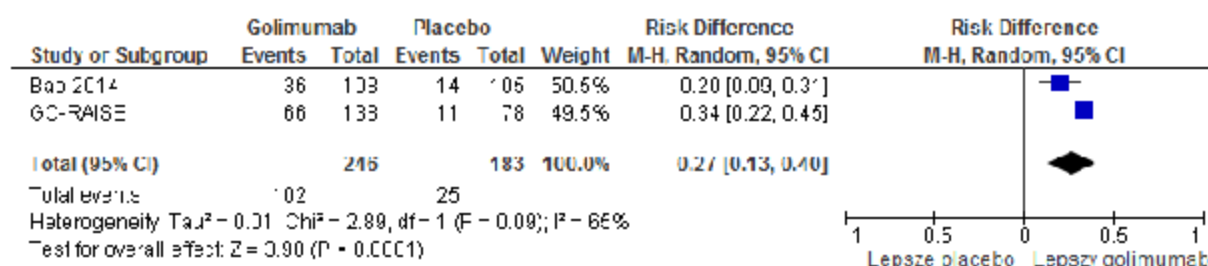 Golimumab Placebo Risk Difference Risk Difference
Study or Subgroup Events Total Events Total Weight M-H, Random, 95% CI M-H, Random, 95% CI
Bao 2014 36 108 14 105 50.5% 0.20 [0.09, 0.31]
GO-RAISE 66 138 11 78 49.5% 0.34 [0.22, 0.45]
Total (95% CI) 246 183 100.0% 0.27 [0.13, 0.40]
Total events 102 25
Heterogeneity: Tau² = 0.01; Chi² = 2.89, df = 1 (P = 0.09); I² = 65%
Test for overall effect: Z = 3.90 (P 0.0001)
1 0.5 0 0.5 1
Lepsze placebo Lepszy golimumab